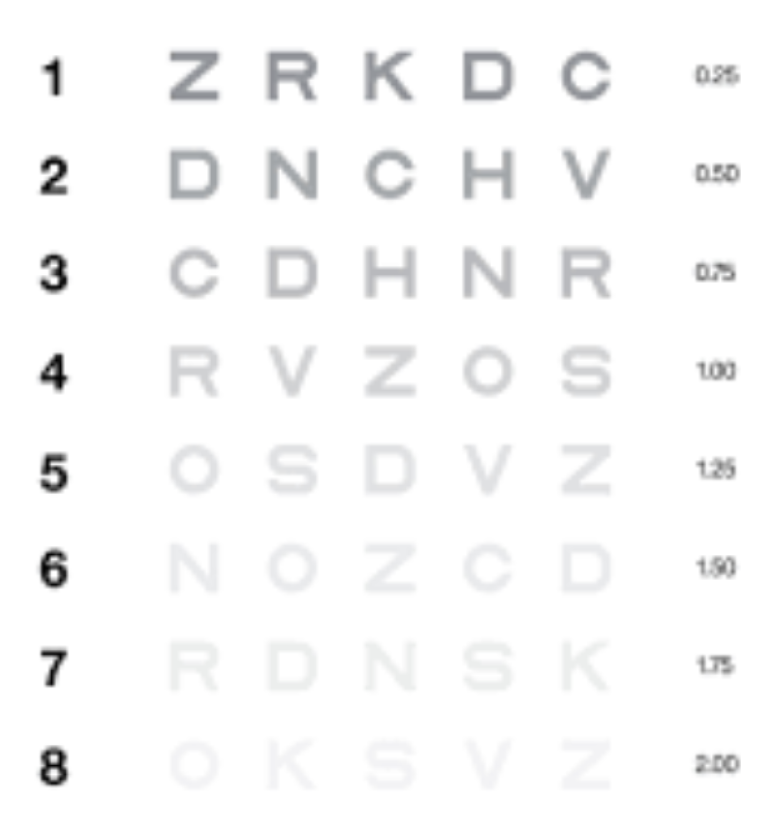 1 Z R K D C 0.25
2 D N C H V 0.50
3 C D H N R 0.75
4 R V Z O S 1.00
5 O S D V Z 1.25
6 N O Z C D 1.50
7 R D N S K 1.75
8 O K S V Z 2.00